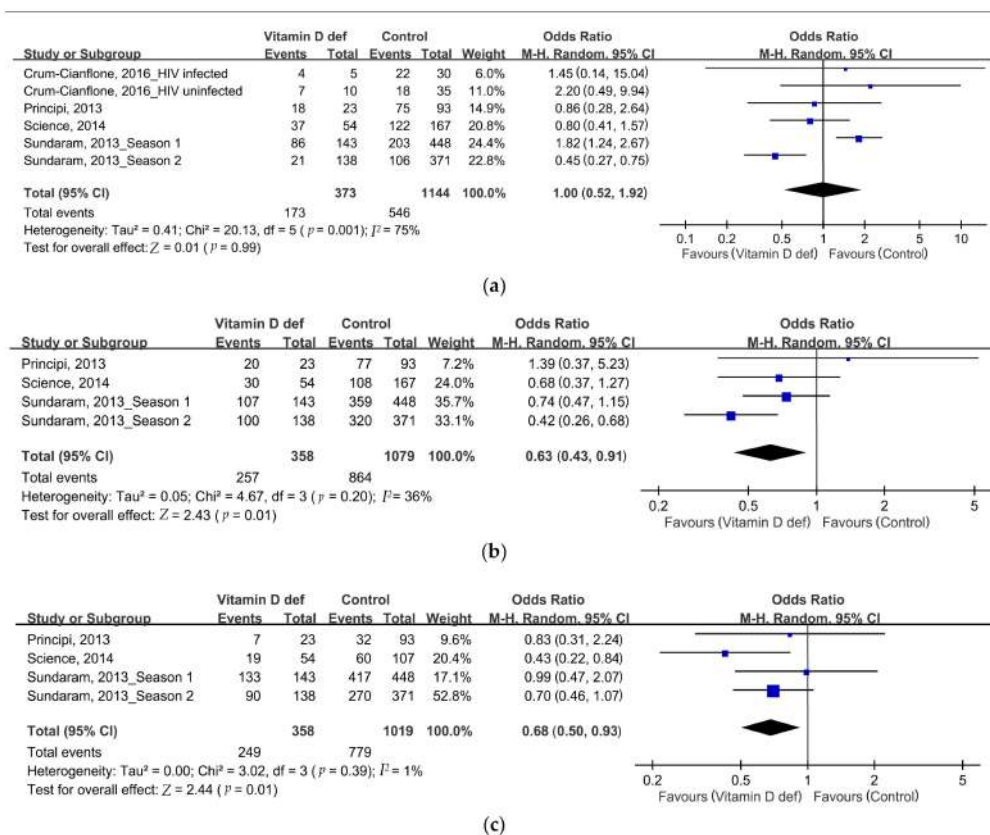 Vitamin D def Control Odds Ratio Odds Ratio
Study or Subgroup Events Total Events Total Weight M-H. Random. 95% CI M-H. Random. 95% CI
Crum-Cianflone, 2016_HIV infected 4 5 22 30 6.0% 1.45 (0.14, 15.04)
Crum-Cianflone, 2016_HIV uninfected 7 10 18 35 11.0% 2.20 (0.49, 9.94)
Principi, 2013 18 23 75 93 14.9% 0.86 (0.28, 2.64)
Science, 2014 37 54 122 167 20.8% 0.80 (0.41, 1.57)
Sundaram, 2013_Season 1 86 143 203 448 24.4% 1.82 (1.24, 2.67)
Sundaram, 2013_Season 2 21 138 106 371 22.8% 0.45 (0.27, 0.75)
Total (95% CI) 373 1144 100.0% 1.00 (0.52, 1.92)
Total events 173 546
Heterogeneity: Tau² = 0.41; Chi² = 20.13, df = 5 (p = 0.001); I² = 75%
Test for overall effect: Z = 0.01 (p = 0.99)
0.1 0.2 0.5 1 2 5 10
Favours (Vitamin D def) Favours (Control)
(a)
Vitamin D def Control Odds Ratio Odds Ratio
Study or Subgroup Events Total Events Total Weight M-H. Random. 95% CI M-H. Random. 95% CI
Principi, 2013 20 23 77 93 7.2% 1.39 (0.37, 5.23)
Science, 2014 30 54 108 167 24.0% 0.68 (0.37, 1.27)
Sundaram, 2013_Season 1 107 143 359 448 35.7% 0.74 (0.47, 1.15)
Sundaram, 2013_Season 2 100 138 320 371 33.1% 0.42 (0.26, 0.68)
Total (95% CI) 358 1079 100.0% 0.63 (0.43, 0.91)
Total events 257 864
Heterogeneity: Tau² = 0.05; Chi² = 4.67, df = 3 (p = 0.20); I² = 36%
Test for overall effect: Z = 2.43 (p = 0.01)
0.2 0.5 1 2 5
Favours (Vitamin D def) Favours (Control)
(b)
Vitamin D def Control Odds Ratio Odds Ratio
Study or Subgroup Events Total Events Total Weight M-H. Random. 95% CI M-H. Random. 95% CI
Principi, 2013 7 23 32 93 9.6% 0.83 (0.31, 2.24)
Science, 2014 19 54 60 107 20.4% 0.43 (0.22, 0.84)
Sundaram, 2013_Season 1 133 143 417 448 17.1% 0.99 (0.47, 2.07)
Sundaram, 2013_Season 2 90 138 270 371 52.8% 0.70 (0.46, 1.07)
Total (95% CI) 358 1019 100.0% 0.68 (0.50, 0.93)
Total events 249 779
Heterogeneity: Tau² = 0.00; Chi² = 3.02, df = 3 (p = 0.39); I² = 1%
Test for overall effect: Z = 2.44 (p = 0.01)
0.2 0.5 1 2 5
Favours (Vitamin D def) Favours (Control)
(c)